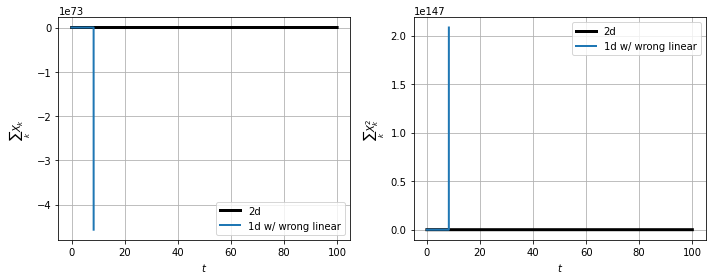 1e73
0
−1
−2
−3
−4
∑ₖ Xₖ
0 20 40 60 80 100
t
2d
1d w/ wrong linear
1e147
2.0
1.5
1.0
0.5
0.0
∑ₖ Xₖ²
0 20 40 60 80 100
t
2d
1d w/ wrong linear